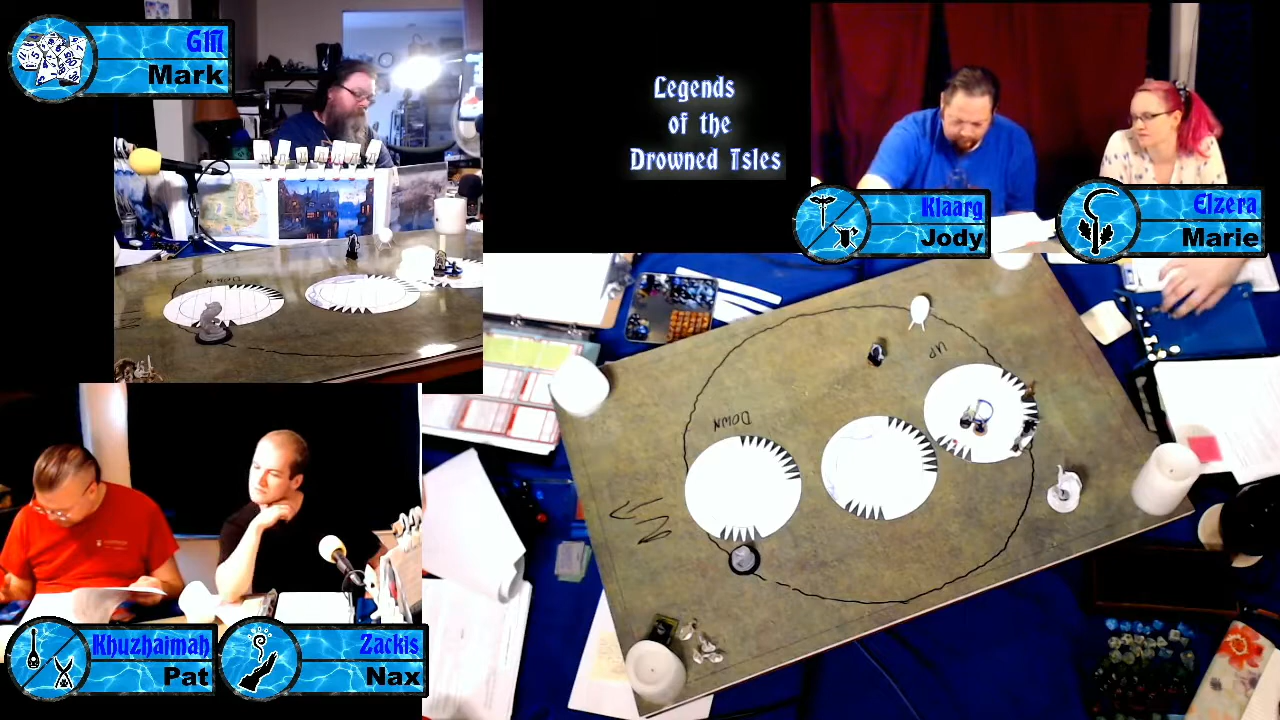 GM
Mark
Legends
of the
Drowned Isles
Klaarg
Jody
Elzera
Marie
UP
DOWN
DOWN
N
Khuzhaimah
Pat
Zackis
Nax